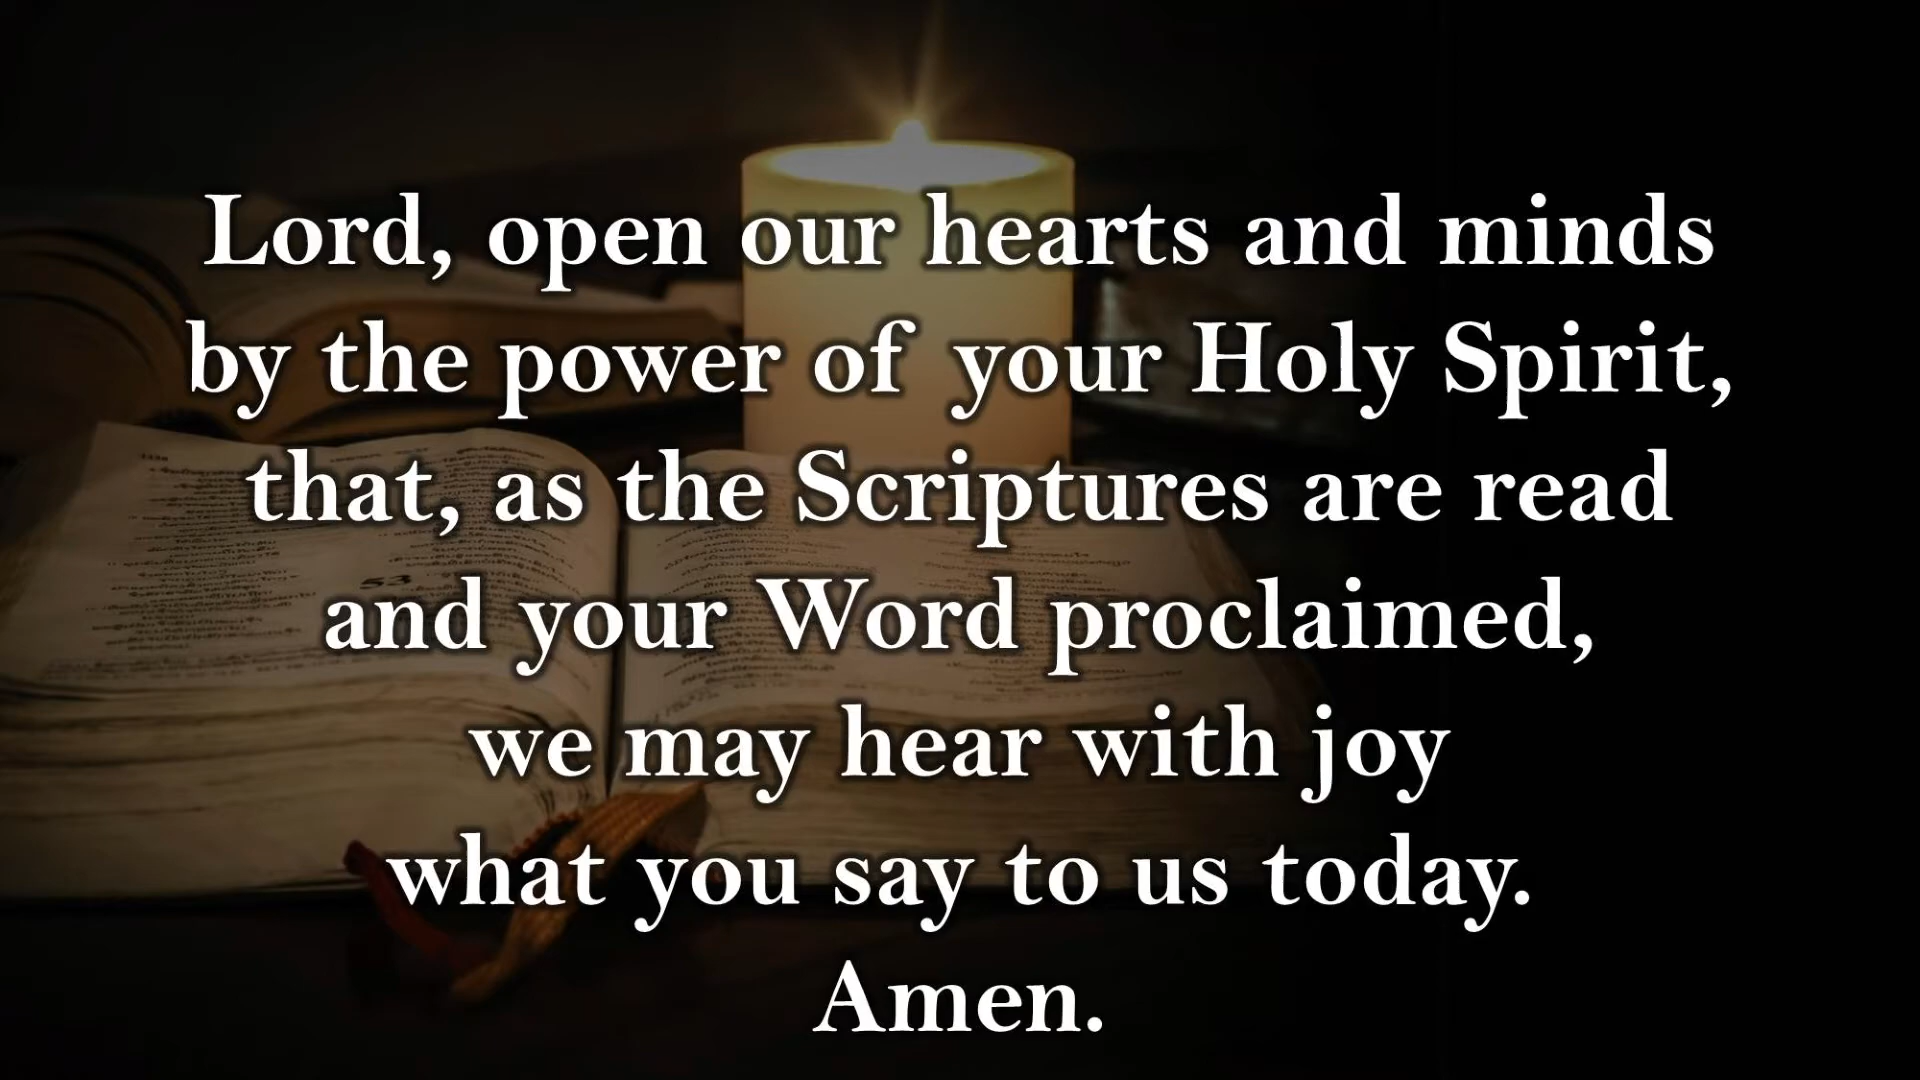 Lord, open our hearts and minds
by the power of your Holy Spirit,
that, as the Scriptures are read
and your Word proclaimed,
we may hear with joy
what you say to us today.
Amen.
53